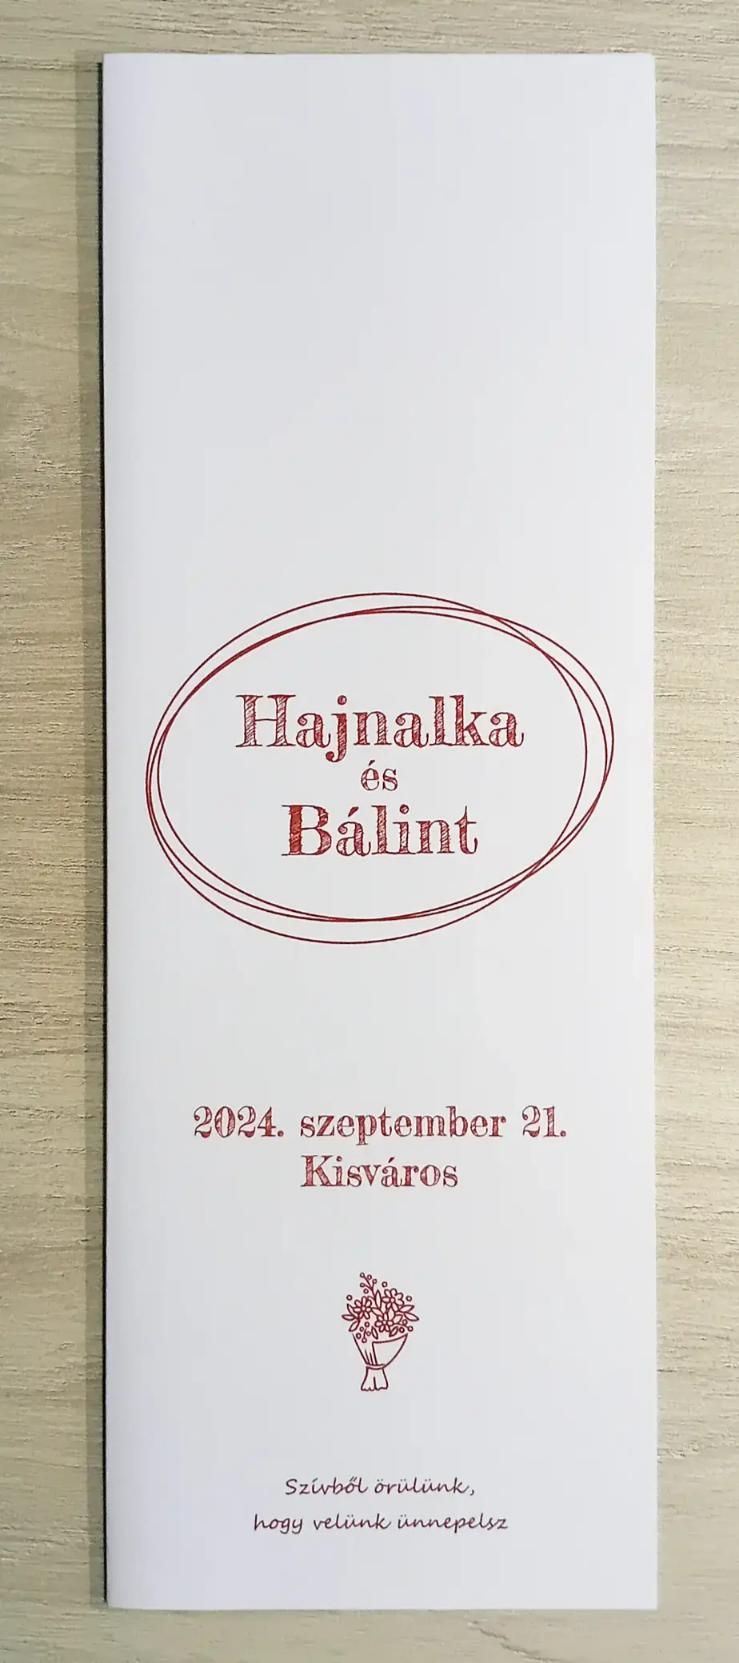 Hajnalka
és
Bálint
2024. szeptember 21.
Kisváros
Szívből örülünk,
hogy velünk ünnepelsz